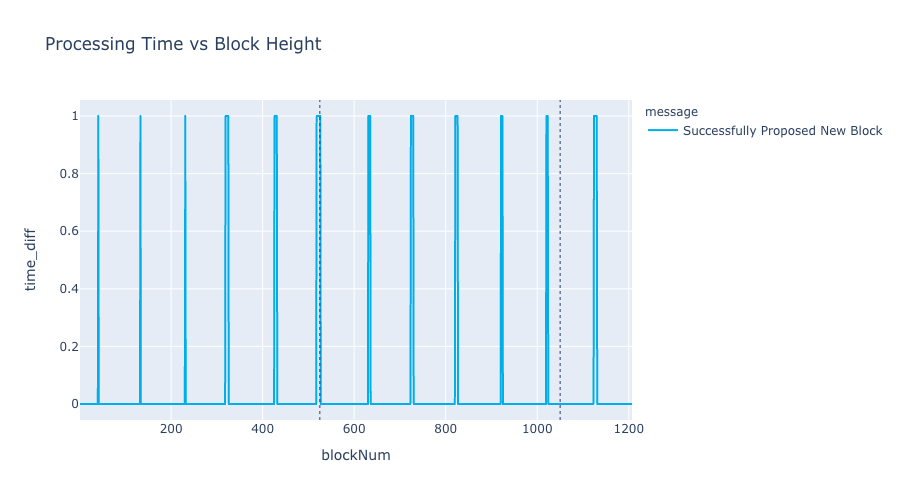 Processing Time vs Block Height
message
Successfully Proposed New Block
1
0.8
0.6
0.4
0.2
0
time_diff
200 400 600 800 1000 1200
blockNum